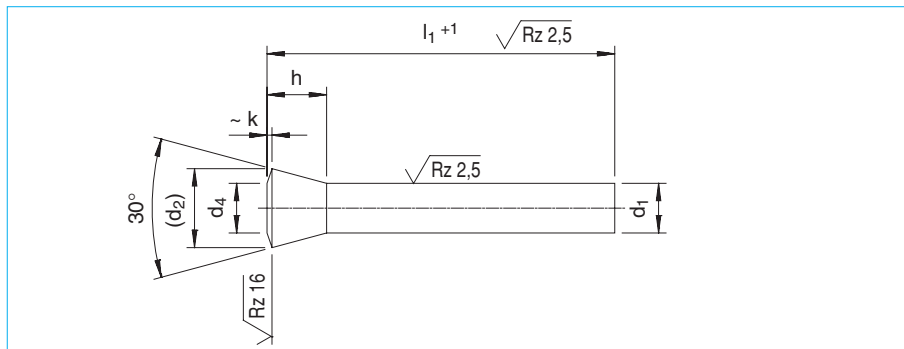 l₁ +1
Rz 2,5
h
~ k
Rz 2,5
30°
(d₂)
d₄
d₁
Rz 16